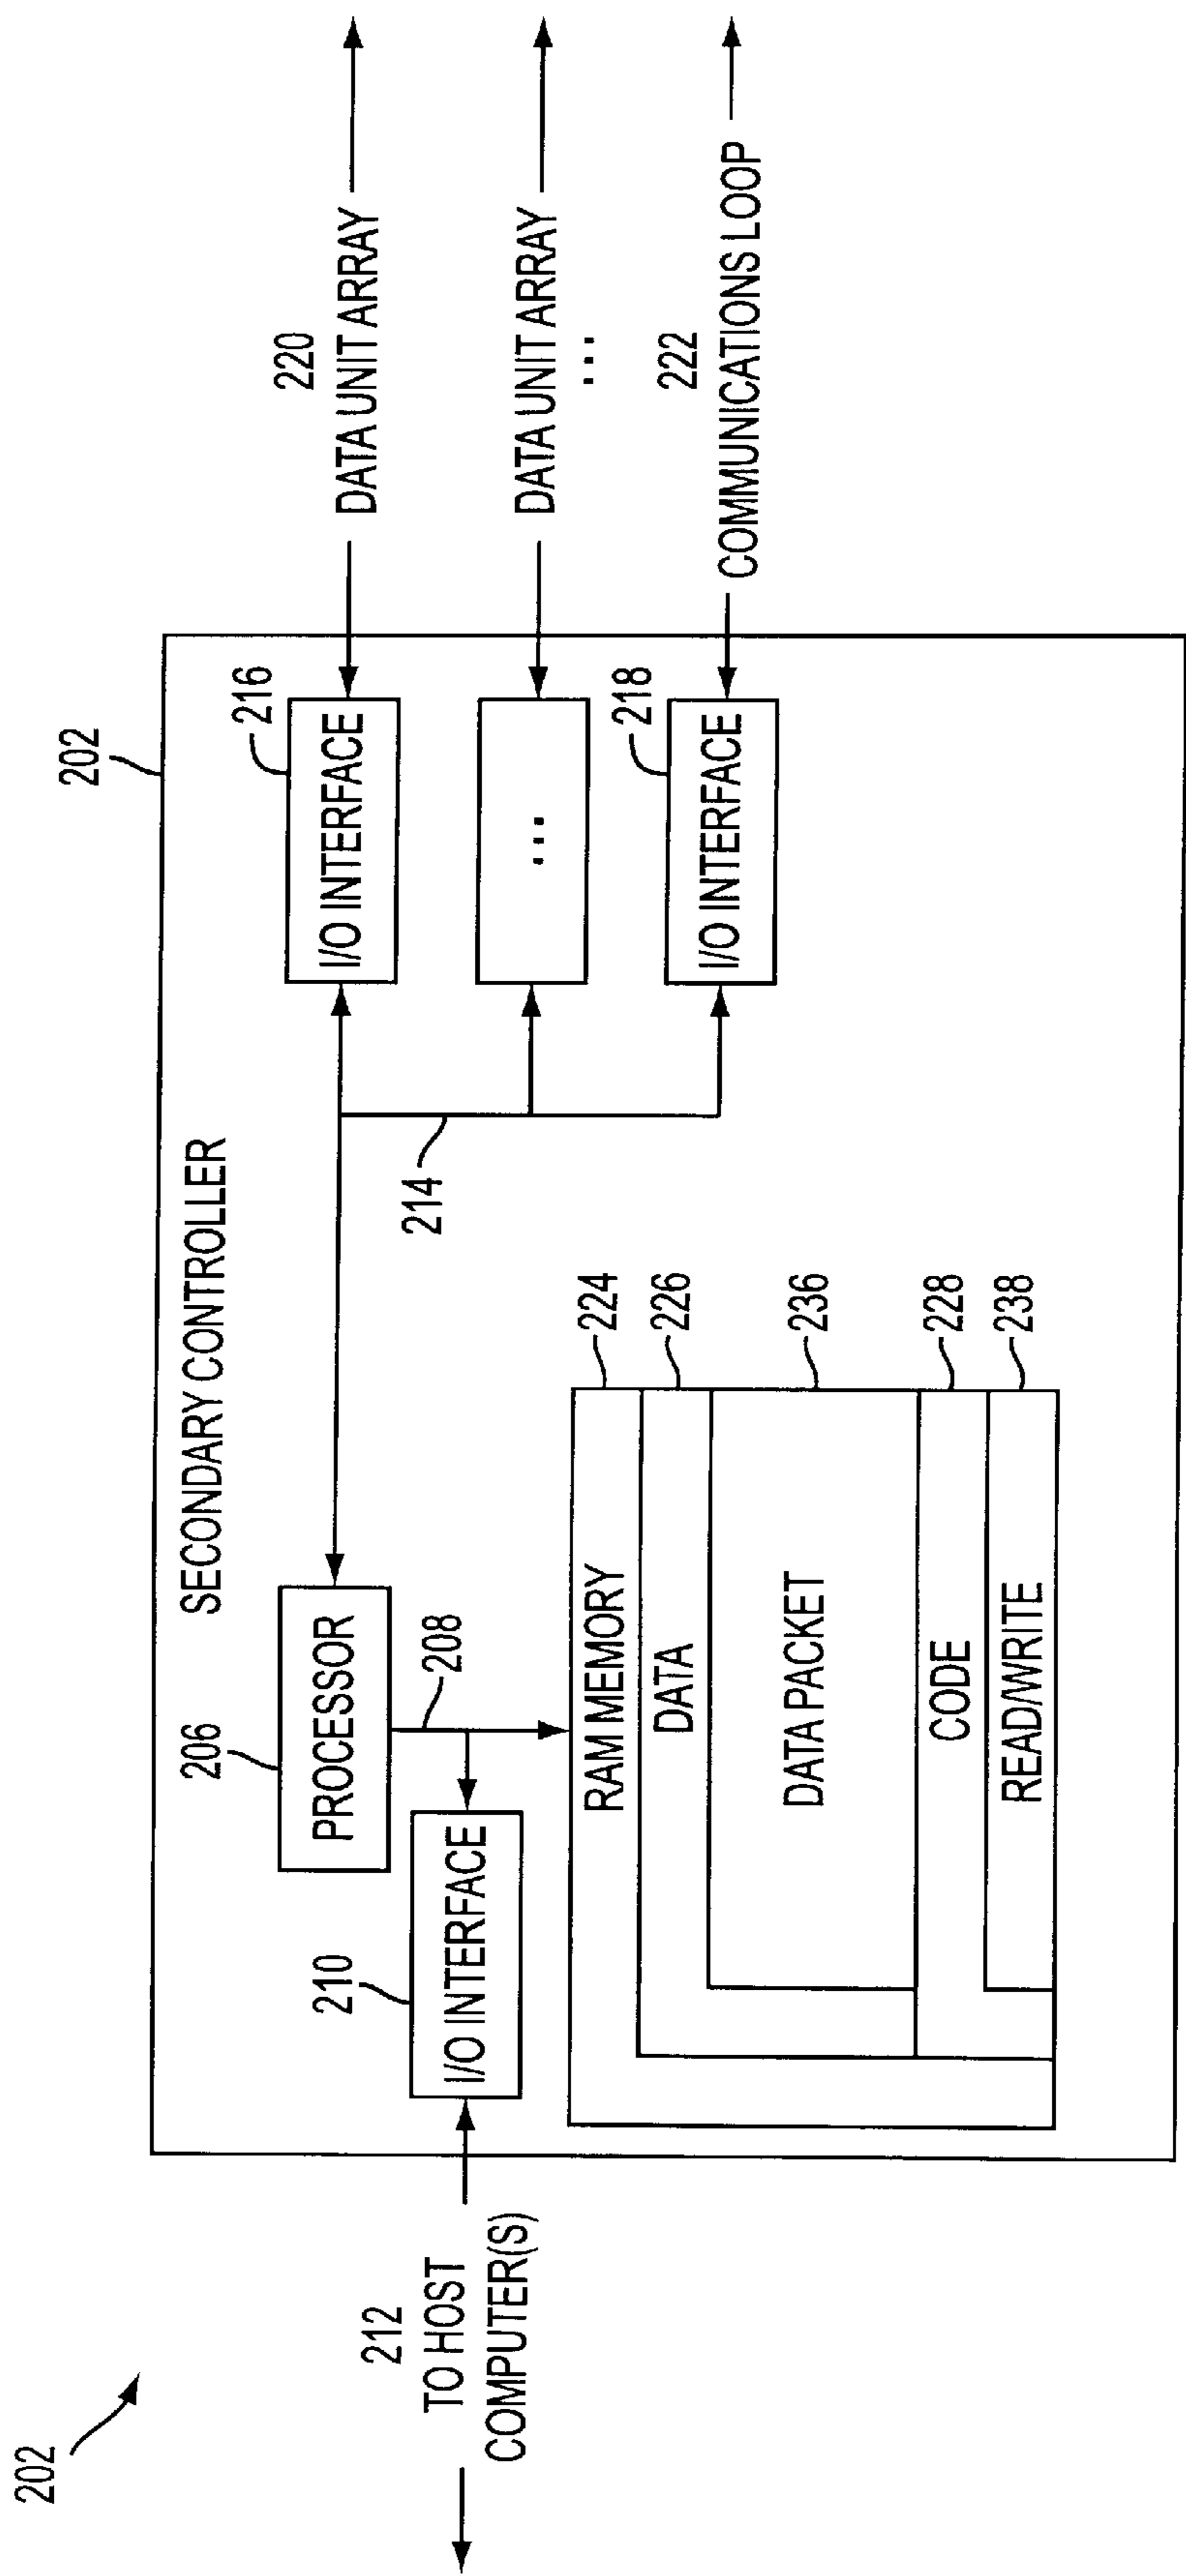 202
202
SECONDARY CONTROLLER
206
PROCESSOR
208
210
I/O INTERFACE
212
TO HOST
COMPUTER(S)
214
216
I/O INTERFACE
...
218
I/O INTERFACE
220
DATA UNIT ARRAY
DATA UNIT ARRAY
...
222
COMMUNICATIONS LOOP
RAM MEMORY
224
DATA
226
DATA PACKET
236
CODE
228
READ/WRITE
238